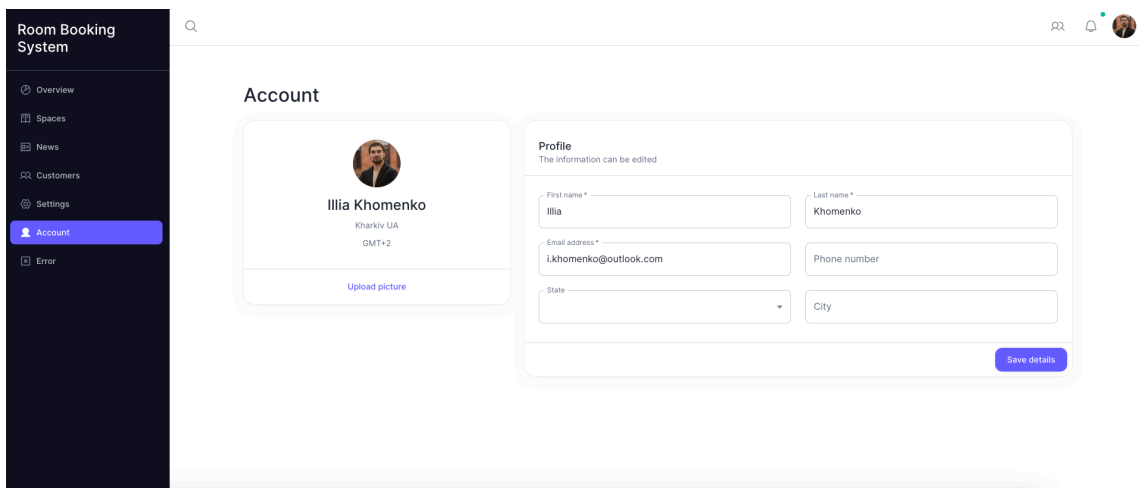 Room Booking
System
Overview
Spaces
News
Customers
Settings
Account
Error
Account
Illia Khomenko
Kharkiv UA
GMT+2
Upload picture
Profile
The information can be edited
First name *
Illia
Last name *
Khomenko
Email address *
i.khomenko@outlook.com
Phone number
State
City
Save details